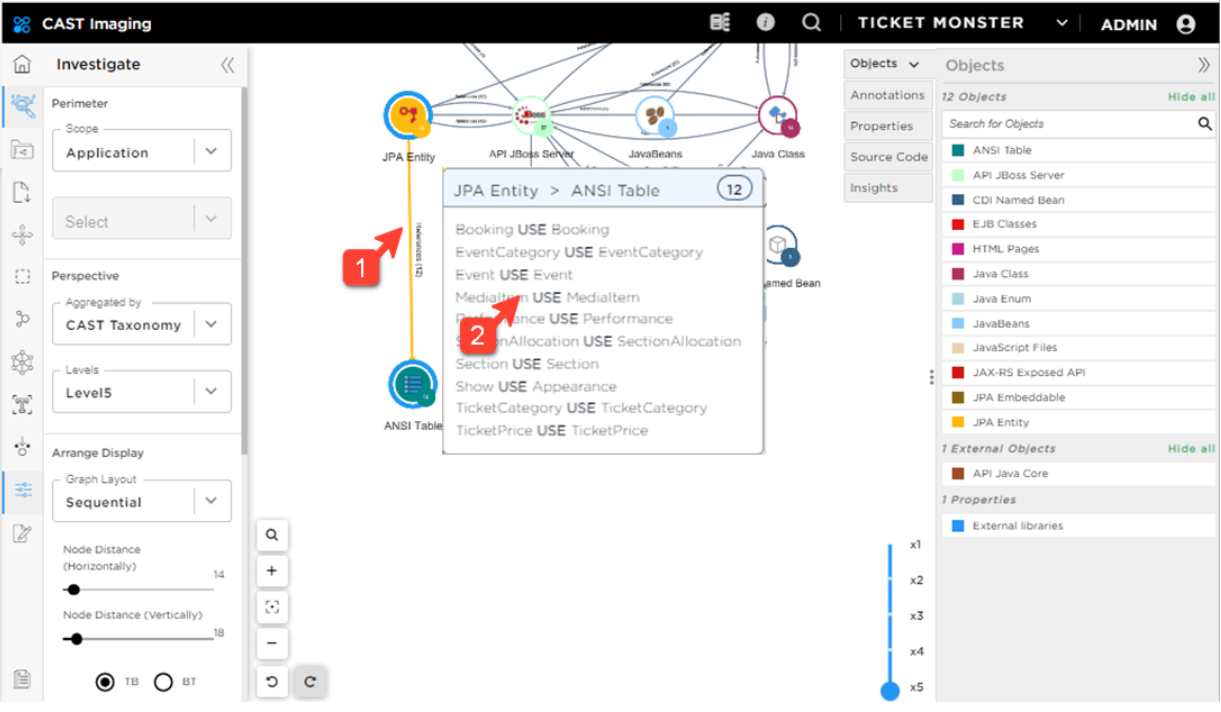 CAST Imaging
TICKET MONSTER
ADMIN
Investigate
Perimeter
Scope
Application
Select
Perspective
Aggregated by
CAST Taxonomy
Levels
Level5
Arrange Display
Graph Layout
Sequential
Node Distance
(Horizontally)
14
Node Distance (Vertically)
18
TB
BT
JPA Entity
API JBoss Server
JavaBeans
Java Class
References (12)
amed Bean
ANSI Table
1
2
JPA Entity > ANSI Table
12
Booking USE Booking
EventCategory USE EventCategory
Event USE Event
MediaItem USE MediaItem
USE Performance
USE SectionAllocation
Section USE Section
Show USE Appearance
TicketCategory USE TicketCategory
TicketPrice USE TicketPrice
x1
x2
x3
x4
x5
Objects
Annotations
Properties
Source Code
Insights
Objects
12 Objects
Hide all
Search for Objects
ANSI Table
API JBoss Server
CDI Named Bean
EJB Classes
HTML Pages
Java Class
Java Enum
JavaBeans
JavaScript Files
JAX-RS Exposed API
JPA Embeddable
JPA Entity
1 External Objects
Hide all
API Java Core
1 Properties
External libraries